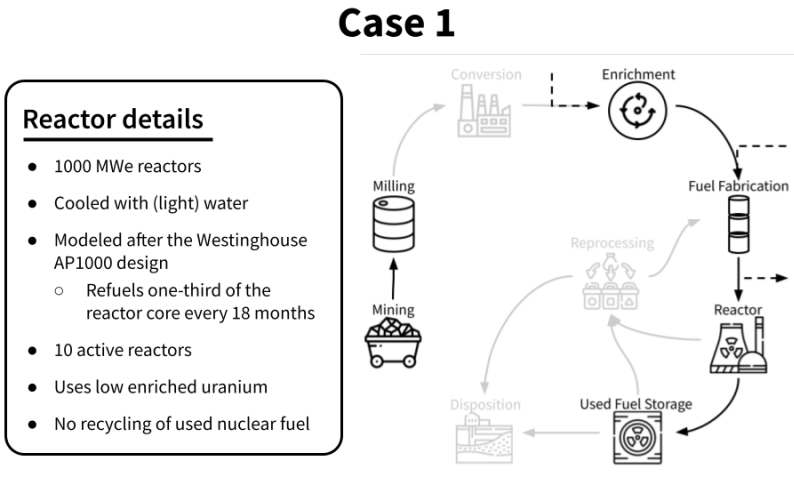 Case 1
Reactor details
● 1000 MWe reactors
● Cooled with (light) water
● Modeled after the Westinghouse
AP1000 design
○ Refuels one-third of the
reactor core every 18 months
● 10 active reactors
● Uses low enriched uranium
● No recycling of used nuclear fuel
Conversion
Enrichment
Milling
Fuel Fabrication
Reprocessing
Mining
Reactor
Disposition
Used Fuel Storage